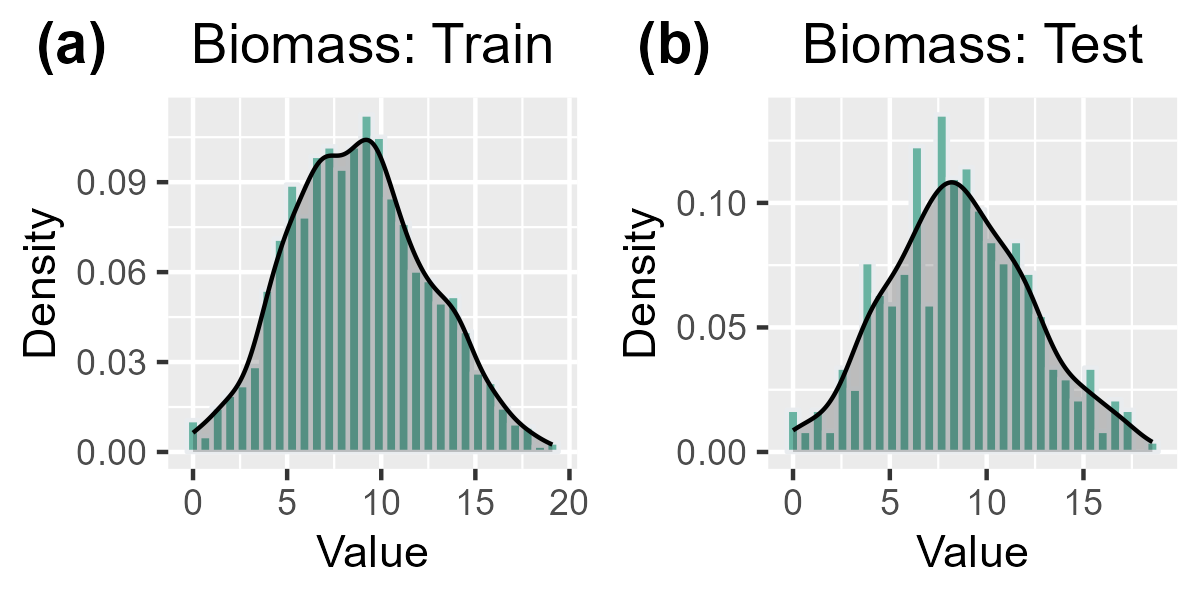 (a) Biomass: Train
Density
0.09
0.06
0.03
0.00
0 5 10 15 20
Value
(b) Biomass: Test
Density
0.10
0.05
0.00
0 5 10 15
Value